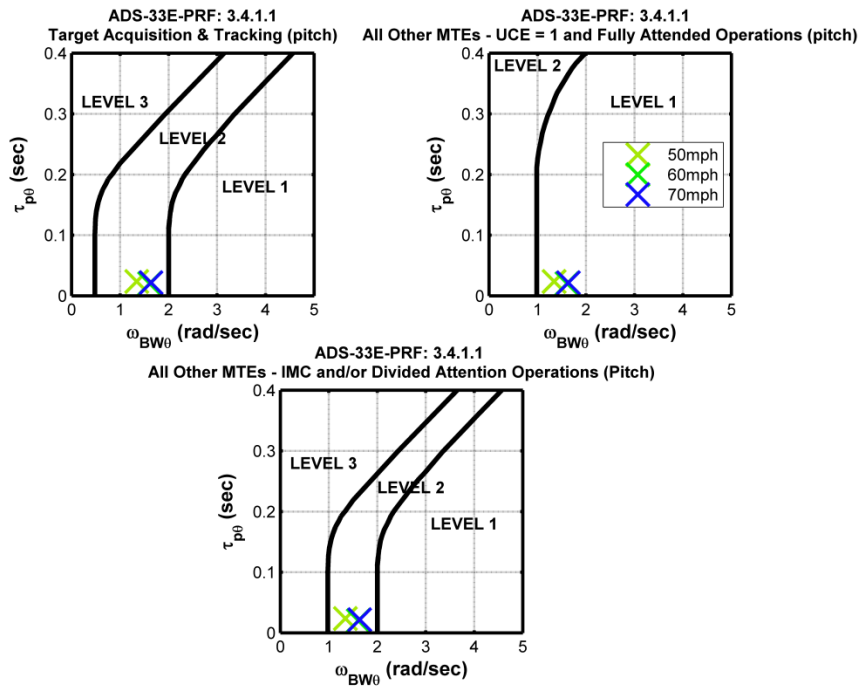 ADS-33E-PRF: 3.4.1.1
Target Acquisition & Tracking (pitch)
0.4
0.3
0.2
0.1
0
LEVEL 3
LEVEL 2
LEVEL 1
τpθ (sec)
0 1 2 3 4 5
ωBWθ (rad/sec)
ADS-33E-PRF: 3.4.1.1
All Other MTEs - UCE = 1 and Fully Attended Operations (pitch)
0.4
0.3
0.2
0.1
0
LEVEL 2
LEVEL 1
50mph
60mph
70mph
τpθ (sec)
0 1 2 3 4 5
ωBWθ (rad/sec)
ADS-33E-PRF: 3.4.1.1
All Other MTEs - IMC and/or Divided Attention Operations (Pitch)
0.4
0.3
0.2
0.1
0
LEVEL 3
LEVEL 2
LEVEL 1
τpθ (sec)
0 1 2 3 4 5
ωBWθ (rad/sec)